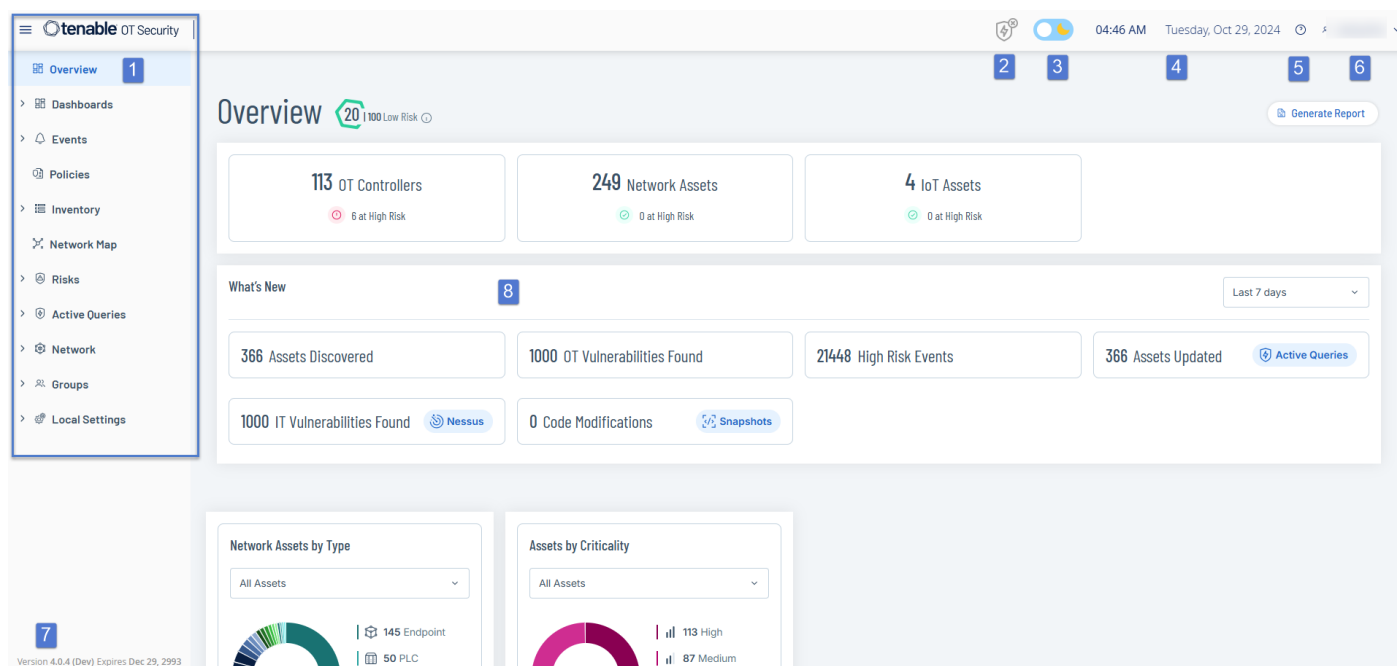 tenable OT Security
04:46 AM Tuesday, Oct 29, 2024
2 3 4 5 6
Overview 1
Dashboards
Events
Policies
Inventory
Network Map
Risks
Active Queries
Network
Groups
Local Settings
7
Version 4.0.4 (Dev) Expires Dec 29, 2993
Overview 20 | 100 Low Risk
Generate Report
113 OT Controllers
6 at High Risk
249 Network Assets
0 at High Risk
4 IoT Assets
0 at High Risk
What's New 8
Last 7 days
366 Assets Discovered
1000 OT Vulnerabilities Found
21448 High Risk Events
366 Assets Updated Active Queries
1000 IT Vulnerabilities Found Nessus
0 Code Modifications Snapshots
Network Assets by Type
All Assets
145 Endpoint
50 PLC
Assets by Criticality
All Assets
113 High
87 Medium